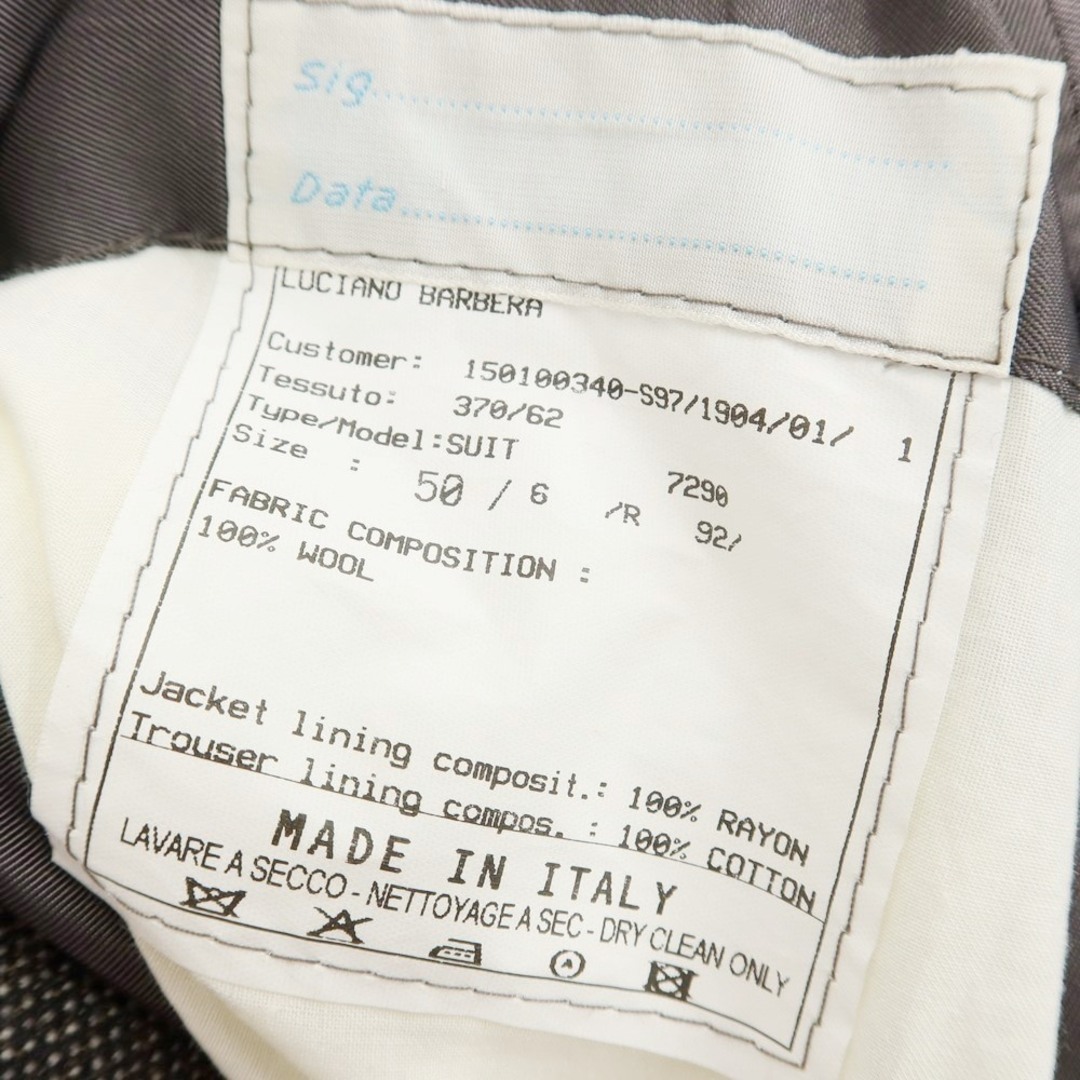 Sig.
Data
LUCIANO BARBERA
Customer: 150100340-S97/1904/01/ 1
Tessuto: 370/62
Type/Model:SUIT 7290
Size : 50 / 6 /R 92/
FABRIC COMPOSITION :
100% WOOL
Jacket lining composit.: 100% RAYON
Trouser lining compos. : 100% COTTON
MADE IN ITALY
LAVARE A SECCO - NETTOYAGE A SEC - DRY CLEAN ONLY
A